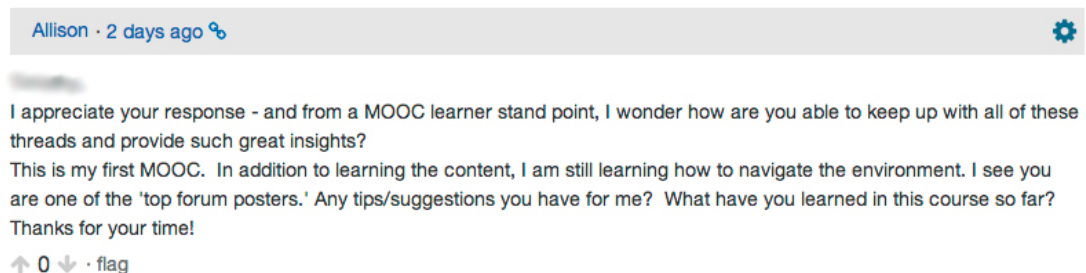 Allison · 2 days ago
I appreciate your response - and from a MOOC learner stand point, I wonder how are you able to keep up with all of these
threads and provide such great insights?
This is my first MOOC.  In addition to learning the content, I am still learning how to navigate the environment. I see you
are one of the 'top forum posters.' Any tips/suggestions you have for me?  What have you learned in this course so far?
Thanks for your time!
0 · flag